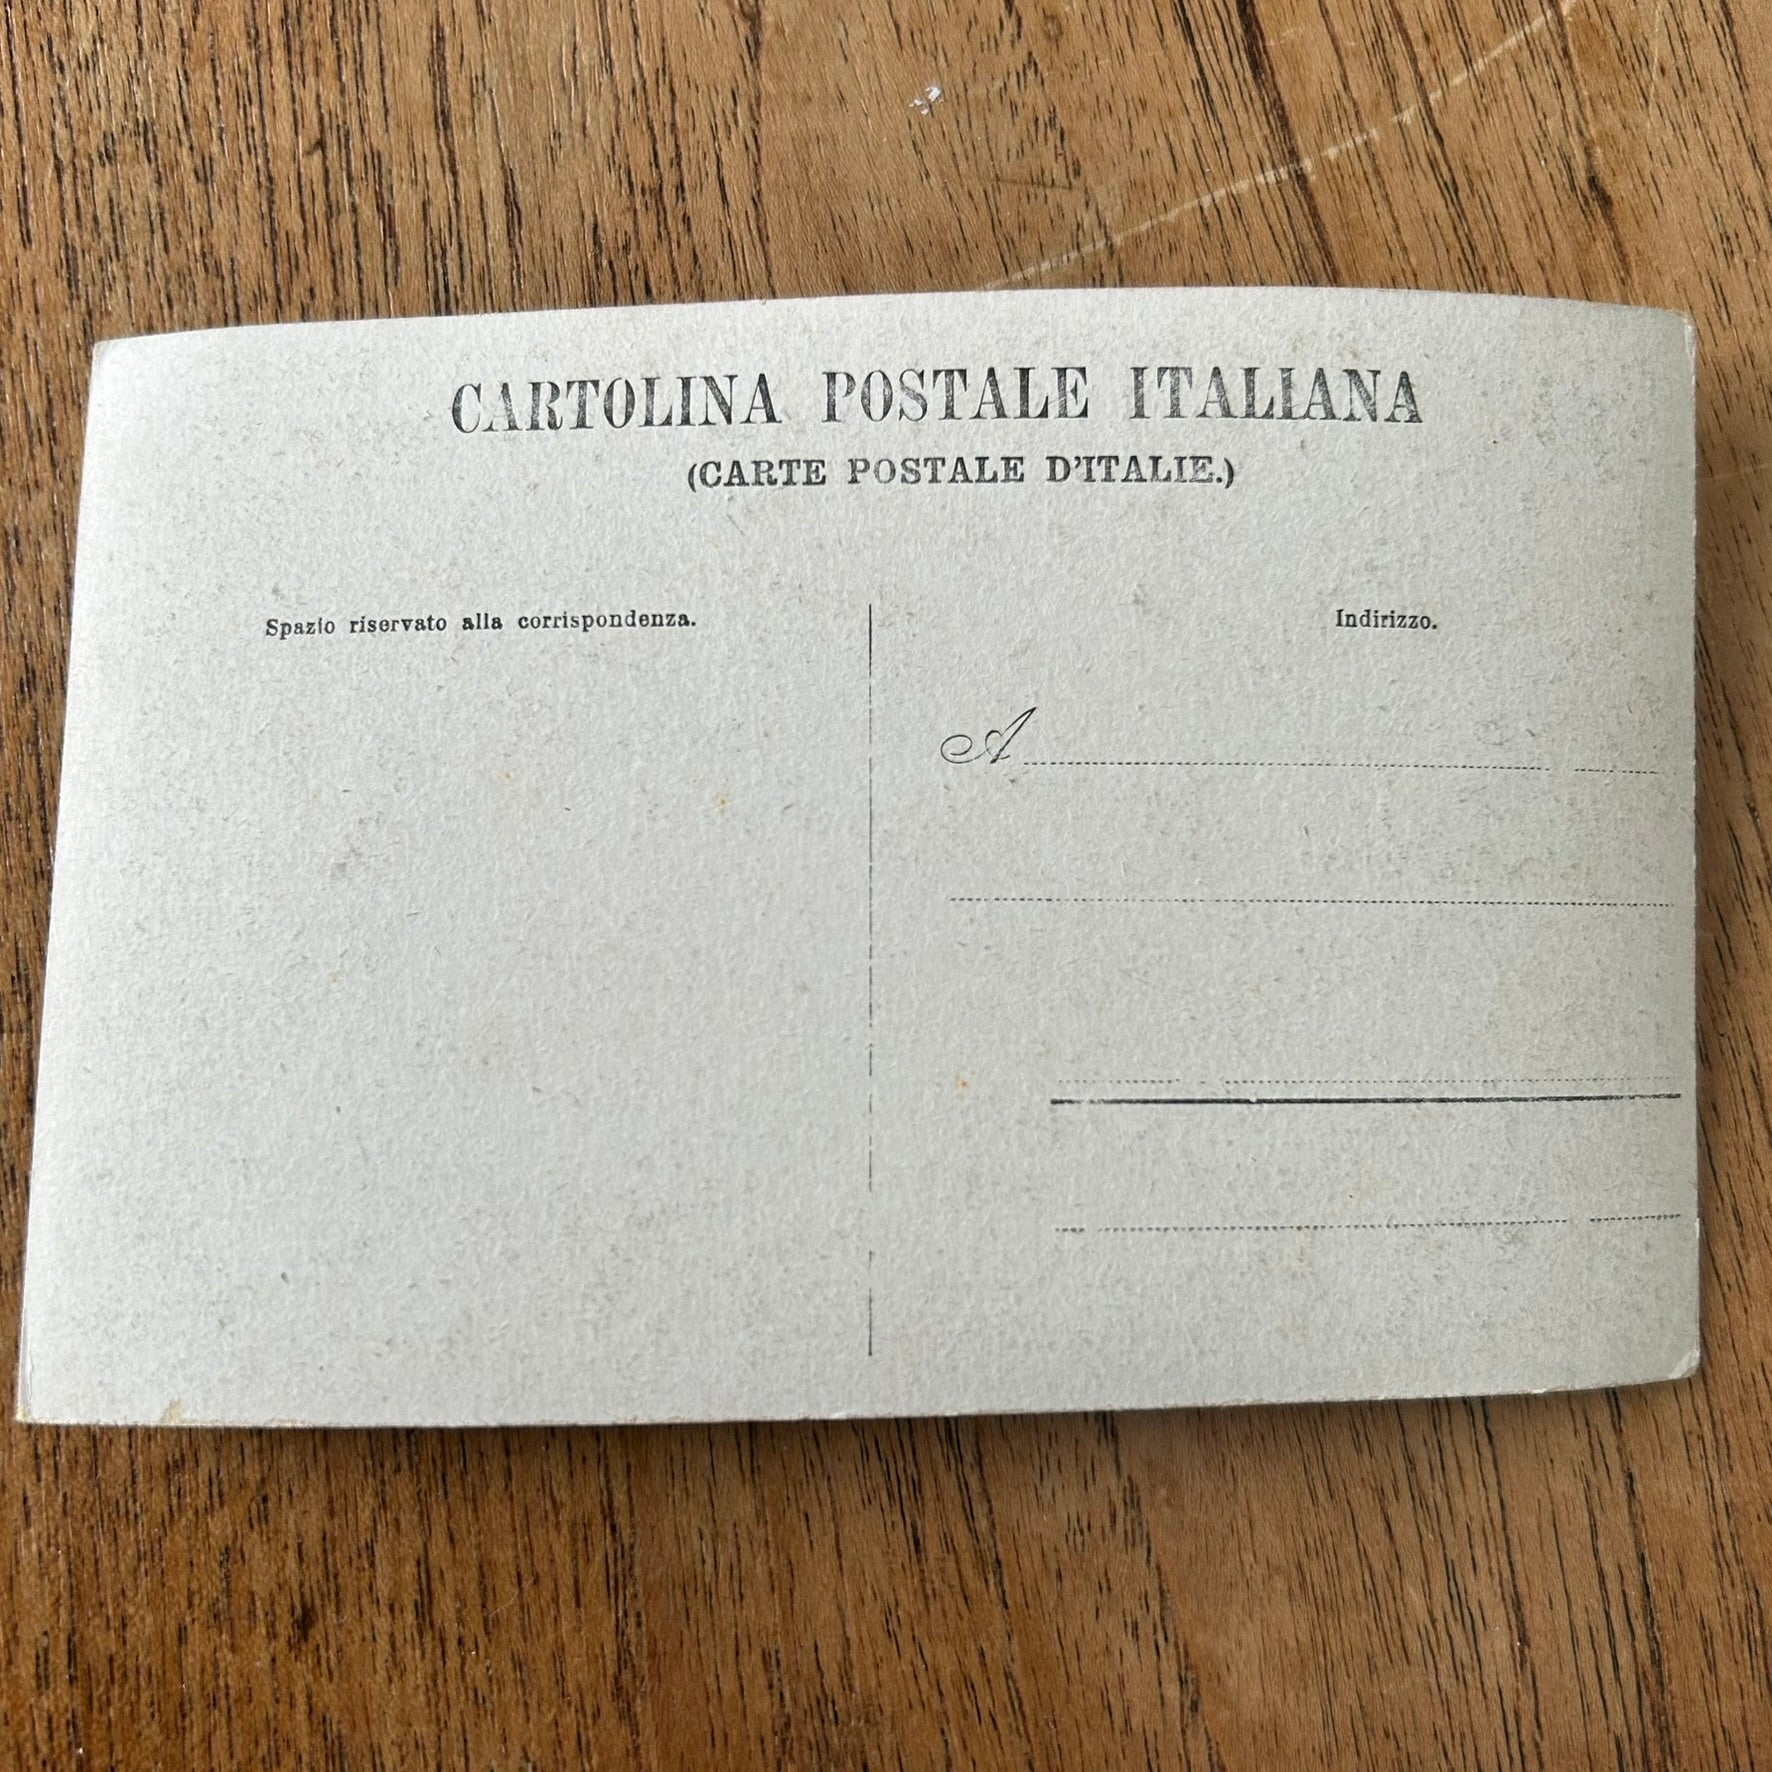 CARTOLINA POSTALE ITALIANA
(CARTE POSTALE D'ITALIE.)
Spazio riservato alla corrispondenza.
Indirizzo.
A